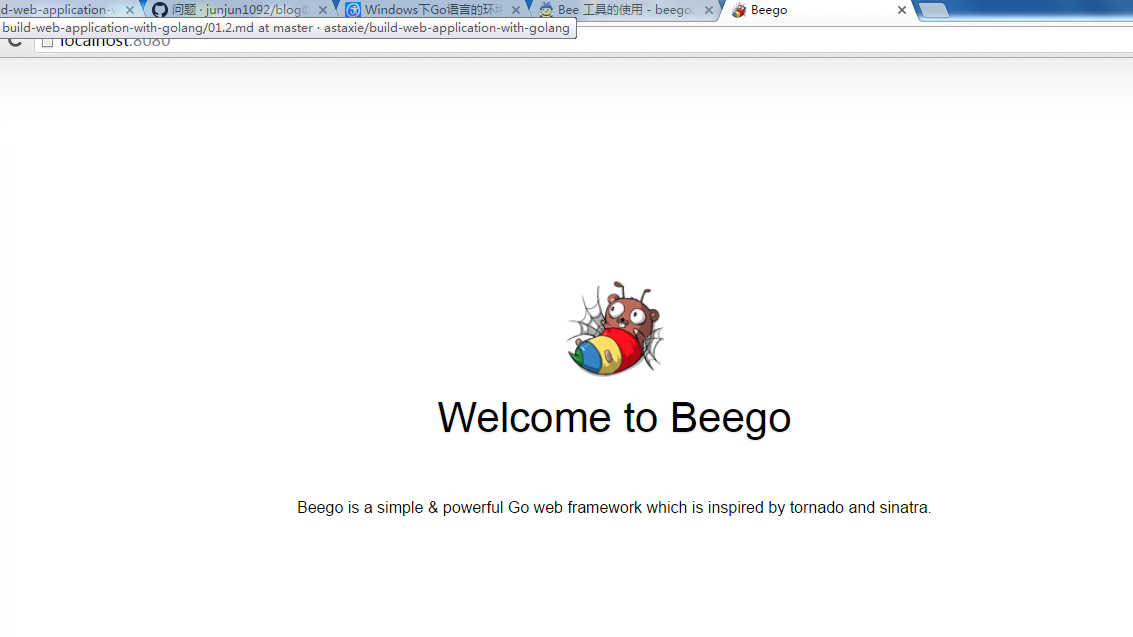 d-web-application-w
问题 · junjun1092/blog@
Windows下Go语言的环境
Bee 工具的使用 - beego:
Beego
build-web-application-with-golang/01.2.md at master · astaxie/build-web-application-with-golang
localhost:8080
Welcome to Beego
Beego is a simple & powerful Go web framework which is inspired by tornado and sinatra.